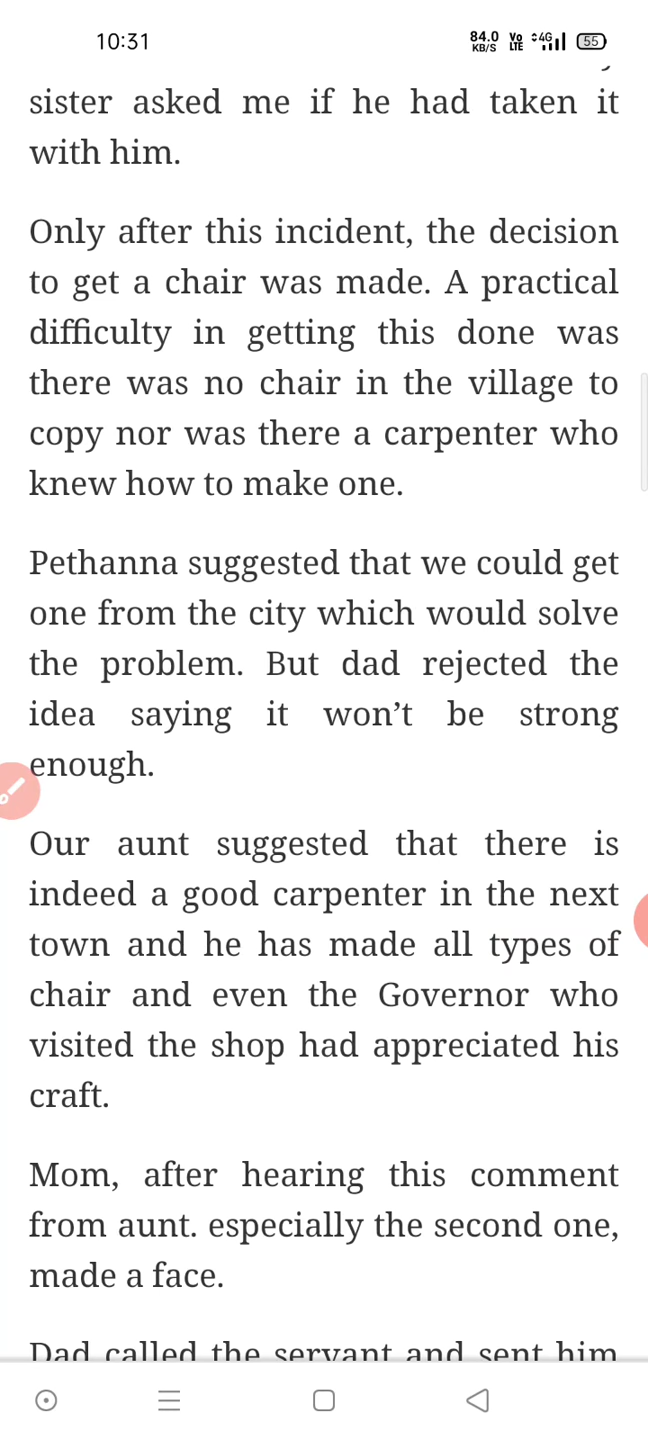 10:31
84.0 KB/S Vo LTE 4G 55
sister asked me if he had taken it
with him.
Only after this incident, the decision
to get a chair was made. A practical
difficulty in getting this done was
there was no chair in the village to
copy nor was there a carpenter who
knew how to make one.
Pethanna suggested that we could get
one from the city which would solve
the problem. But dad rejected the
idea saying it won’t be strong
enough.
Our aunt suggested that there is
indeed a good carpenter in the next
town and he has made all types of
chair and even the Governor who
visited the shop had appreciated his
craft.
Mom, after hearing this comment
from aunt. especially the second one,
made a face.
Dad called the servant and sent him